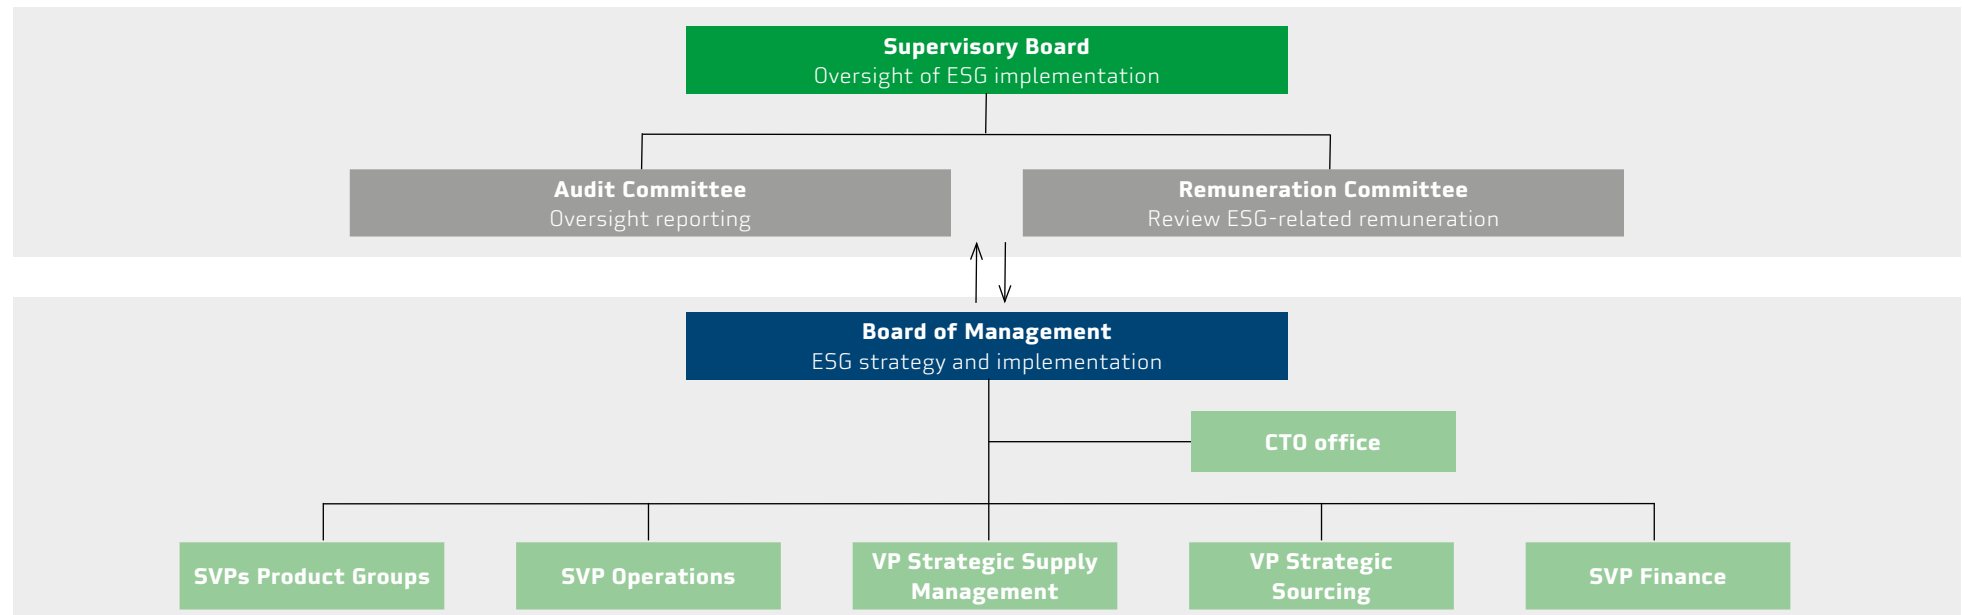 Supervisory Board
Oversight of ESG implementation
Audit Committee
Oversight reporting
Remuneration Committee
Review ESG-related remuneration
Board of Management
ESG strategy and implementation
CTO office
SVPs Product Groups
SVP Operations
VP Strategic Supply
Management
VP Strategic
Sourcing
SVP Finance